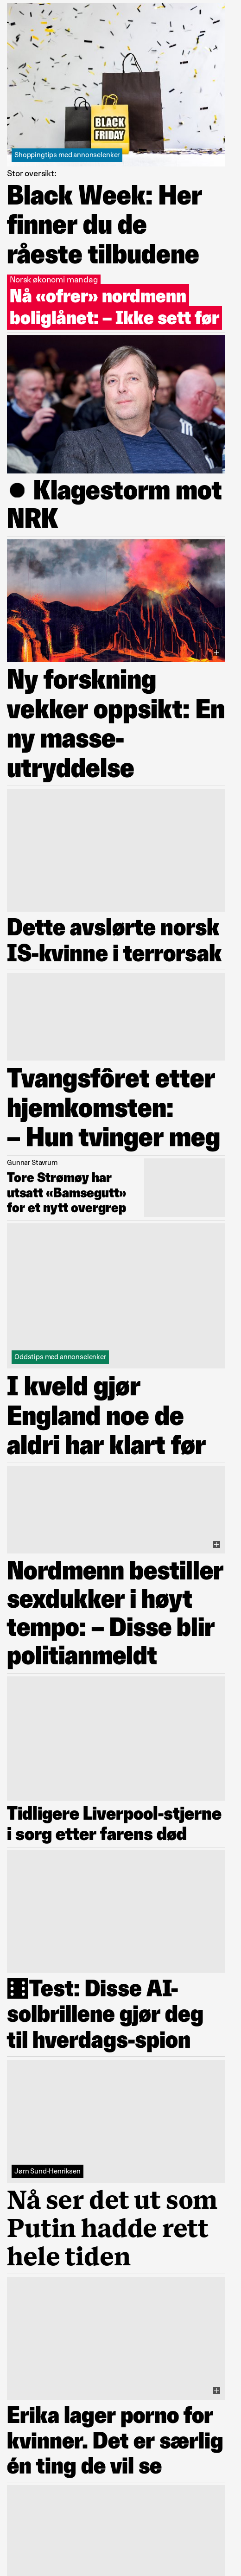 BLACK
FRIDAY
Shoppingtips med annonselenker
Stor oversikt:
Black Week: Her
finner du de
råeste tilbudene
Norsk økonomi mandag
Nå «ofrer» nordmenn
boliglånet: – Ikke sett før
Klagestorm mot
NRK
Ny forskning
vekker oppsikt: En
ny masse-
utryddelse
Dette avslørte norsk
IS-kvinne i terrorsak
Tvangsfôret etter
hjemkomsten:
– Hun tvinger meg
Gunnar Stavrum
Tore Strømøy har
utsatt «Bamsegutt»
for et nytt overgrep
Oddstips med annonselenker
I kveld gjør
England noe de
aldri har klart før
Nordmenn bestiller
sexdukker i høyt
tempo: – Disse blir
politianmeldt
Tidligere Liverpool-stjerne
i sorg etter farens død
Test: Disse AI-
solbrillene gjør deg
til hverdags-spion
Jørn Sund-Henriksen
Nå ser det ut som
Putin hadde rett
hele tiden
Erika lager porno for
kvinner. Det er særlig
én ting de vil se